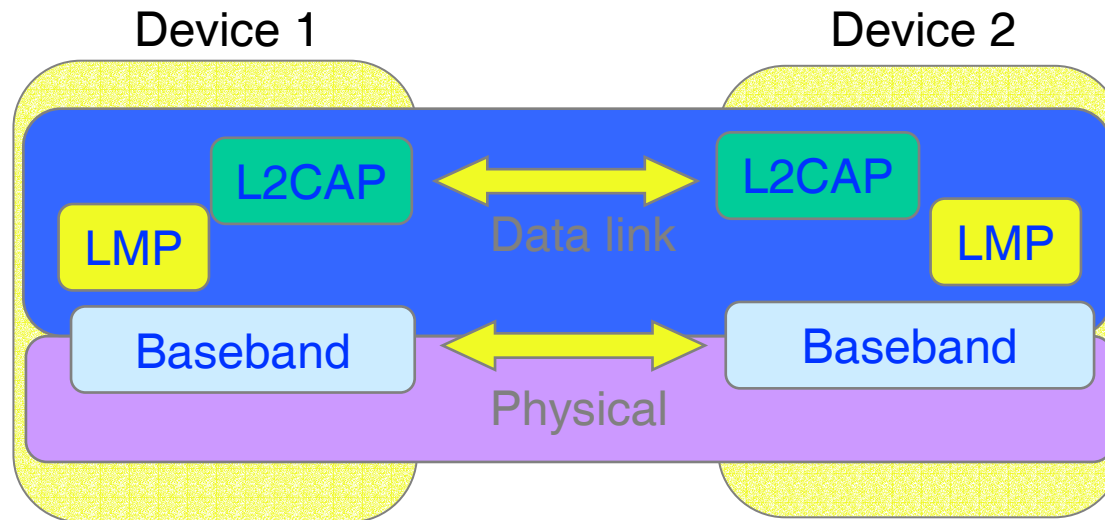 Device 1
Device 2
L2CAP
L2CAP
Data link
LMP
LMP
Baseband
Baseband
Physical